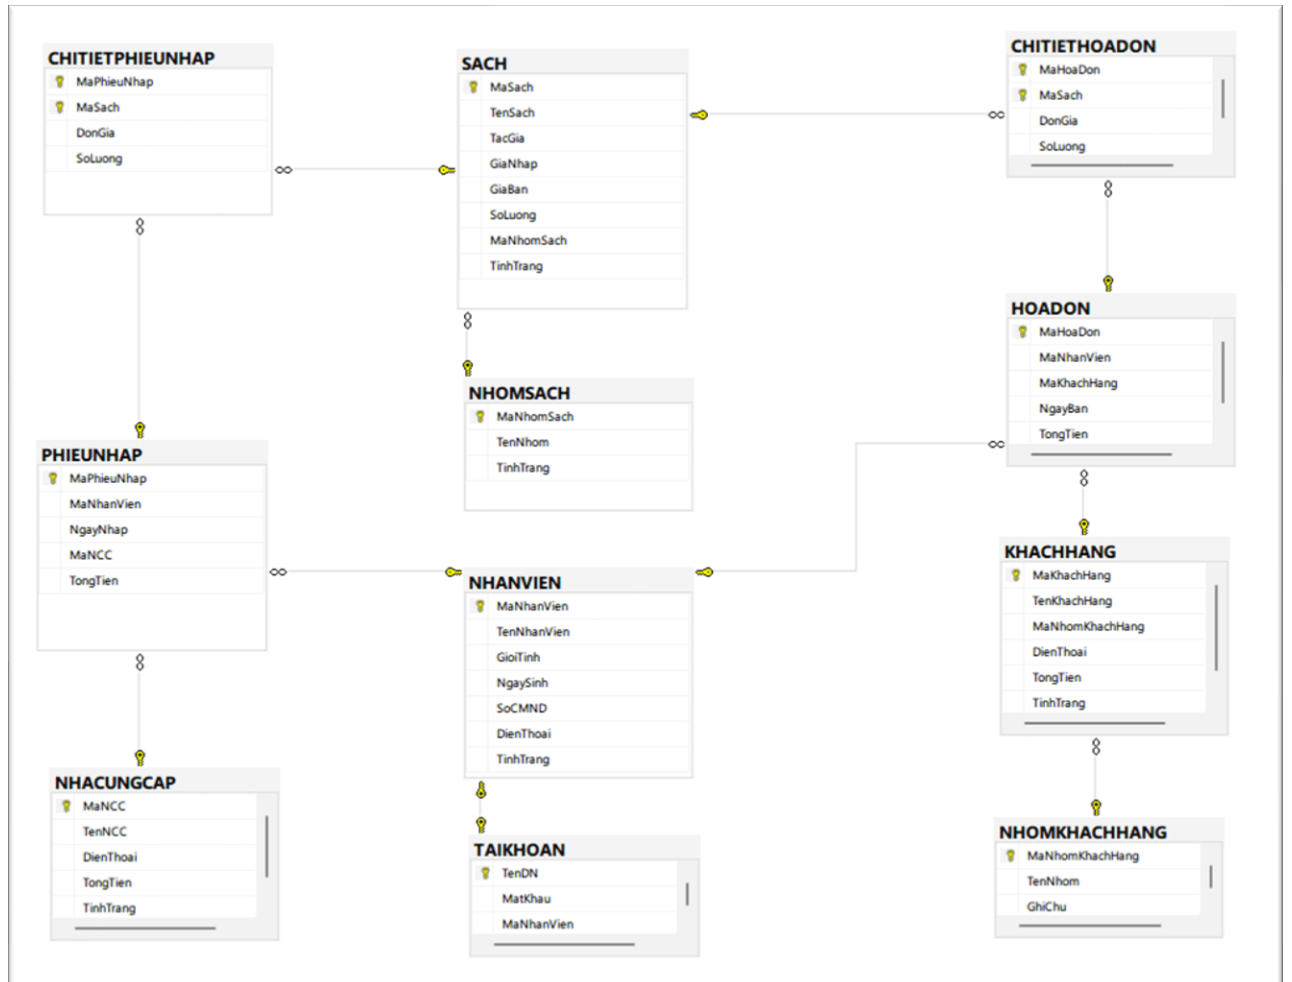 CHITIETPHIEUNHAP
MaPhieuNhap
MaSach
DonGia
SoLuong
SACH
MaSach
TenSach
TacGia
GiaNhap
GiaBan
SoLuong
MaNhomSach
TinhTrang
CHITIETHOADON
MaHoaDon
MaSach
DonGia
SoLuong
NHOMSACH
MaNhomSach
TenNhom
TinhTrang
HOADON
MaHoaDon
MaNhanVien
MaKhachHang
NgayBan
TongTien
PHIEUNHAP
MaPhieuNhap
MaNhanVien
NgayNhap
MaNCC
TongTien
NHANVIEN
MaNhanVien
TenNhanVien
GioiTinh
NgaySinh
SoCMND
DienThoai
TinhTrang
KHACHHANG
MaKhachHang
TenKhachHang
MaNhomKhachHang
DienThoai
TongTien
TinhTrang
NHACUNGCAP
MaNCC
TenNCC
DienThoai
TongTien
TinhTrang
TAIKHOAN
TenDN
MatKhau
MaNhanVien
NHOMKHACHHANG
MaNhomKhachHang
TenNhom
GhiChu